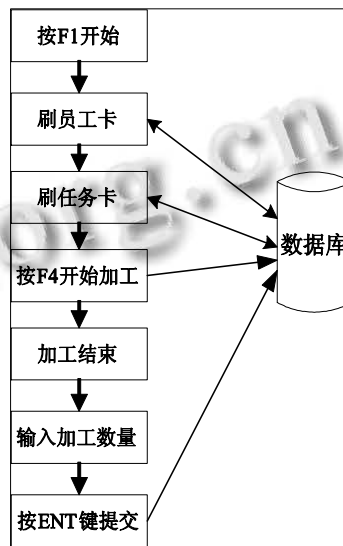 按F1开始
刷员工卡
刷任务卡
数据库
按F4开始加工
加工结束
输入加工数量
按ENT键提交
org.cn